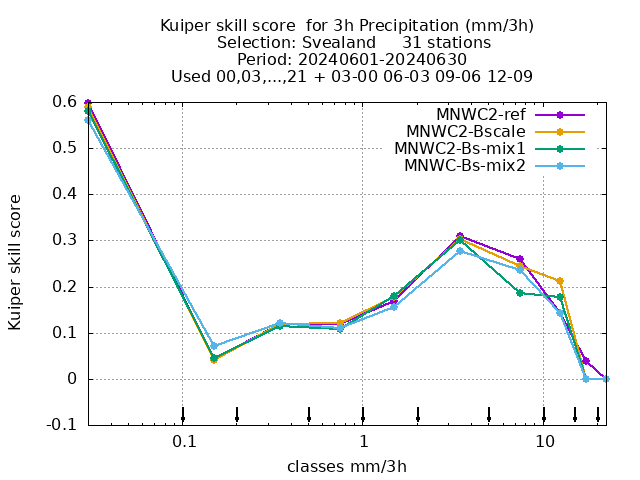 Kuiper skill score  for 3h Precipitation (mm/3h)
Selection: Svealand     31 stations
Period: 20240601-20240630
Used 00,03,...,21 + 03-00 06-03 09-06 12-09
MNWC2-ref
MNWC2-Bscale
MNWC2-Bs-mix1
MNWC-Bs-mix2
0.6
0.5
0.4
0.3
0.2
0.1
0
-0.1
Kuiper skill score
0.1
1
10
classes mm/3h